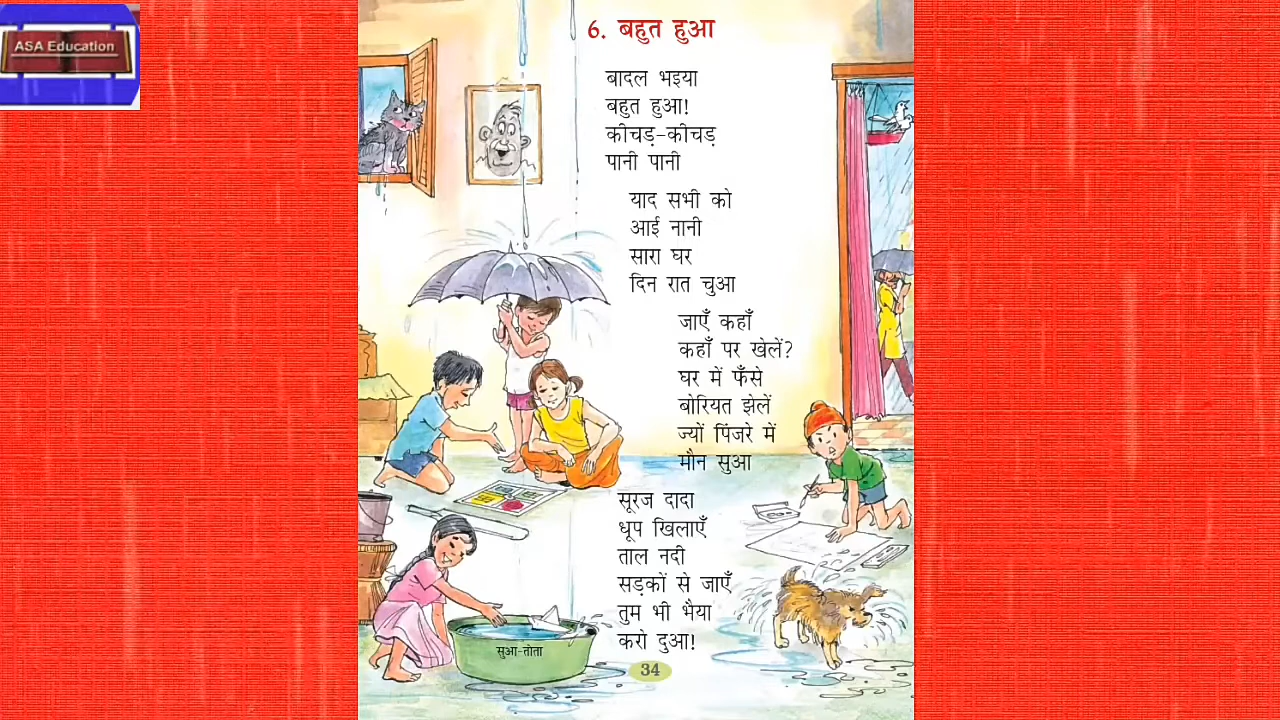 ASA Education
6. बहुत हुआ
बादल भइया
बहुत हुआ!
कीचड़-कीचड़
पानी पानी
याद सभी को
आई नानी
सारा घर
दिन रात चुआ
जाएँ कहाँ
कहाँ पर खेलें?
घर में फँसे
बोरियत झेलें
ज्यों पिंजरे में
मौन सुआ
सूरज दादा
धूप खिलाएँ
ताल नदी
सड़कों से जाएँ
तुम भी भैया
करो दुआ!
सुआ-तोता
34